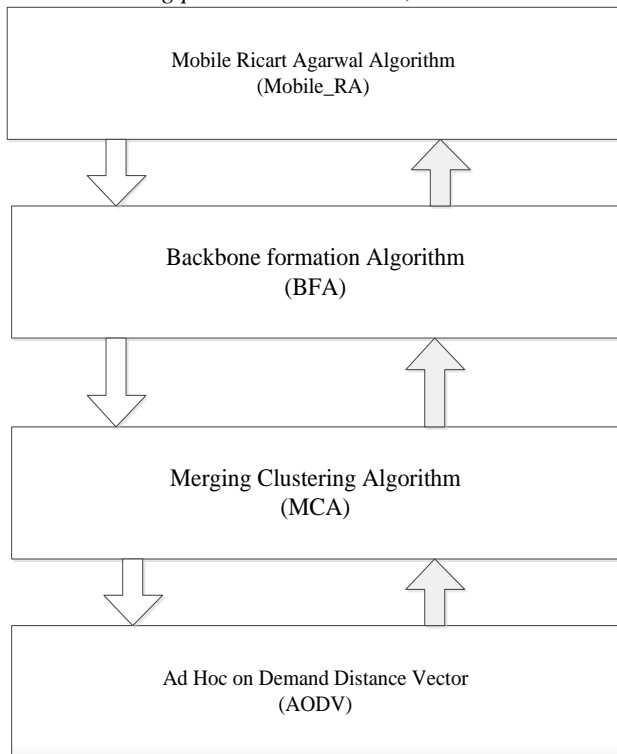 Mobile Ricart Agarwal Algorithm
(Mobile_RA)
Backbone formation Algorithm
(BFA)
Merging Clustering Algorithm
(MCA)
Ad Hoc on Demand Distance Vector
(AODV)